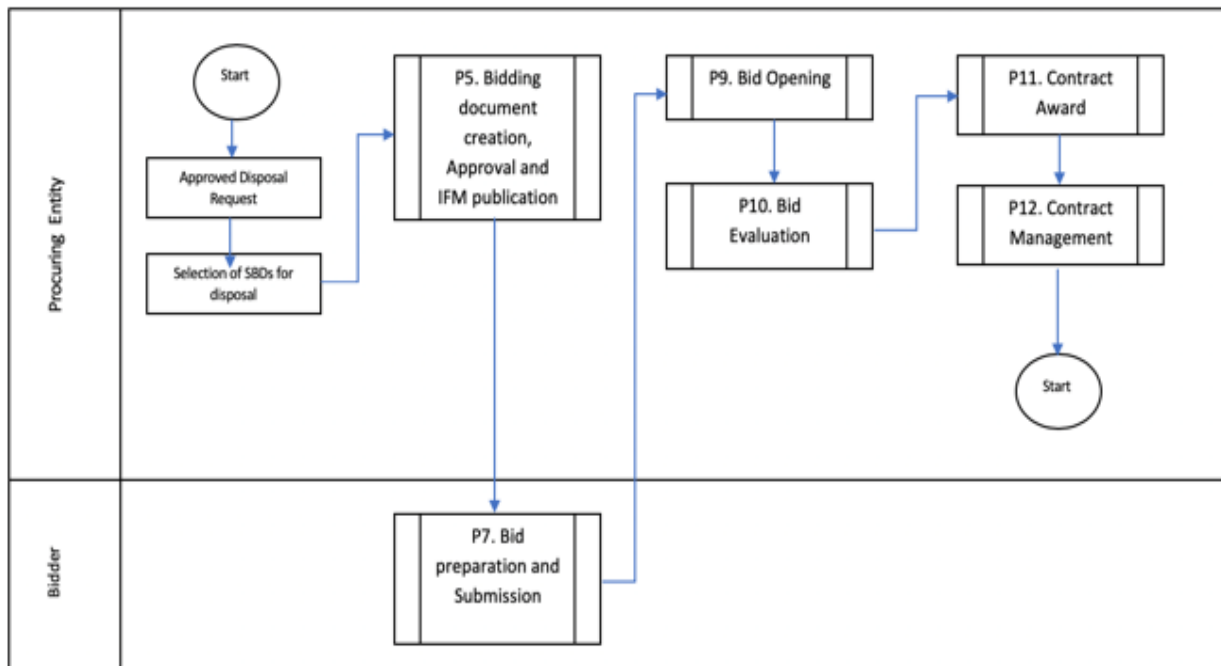 Procuring Entity
Start
Approved Disposal
Request
Selection of SBDs for
disposal
P5. Bidding
document
creation,
Approval and
IFM publication
P9. Bid Opening
P10. Bid
Evaluation
P11. Contract
Award
P12. Contract
Management
Start
Bidder
P7. Bid
preparation and
Submission